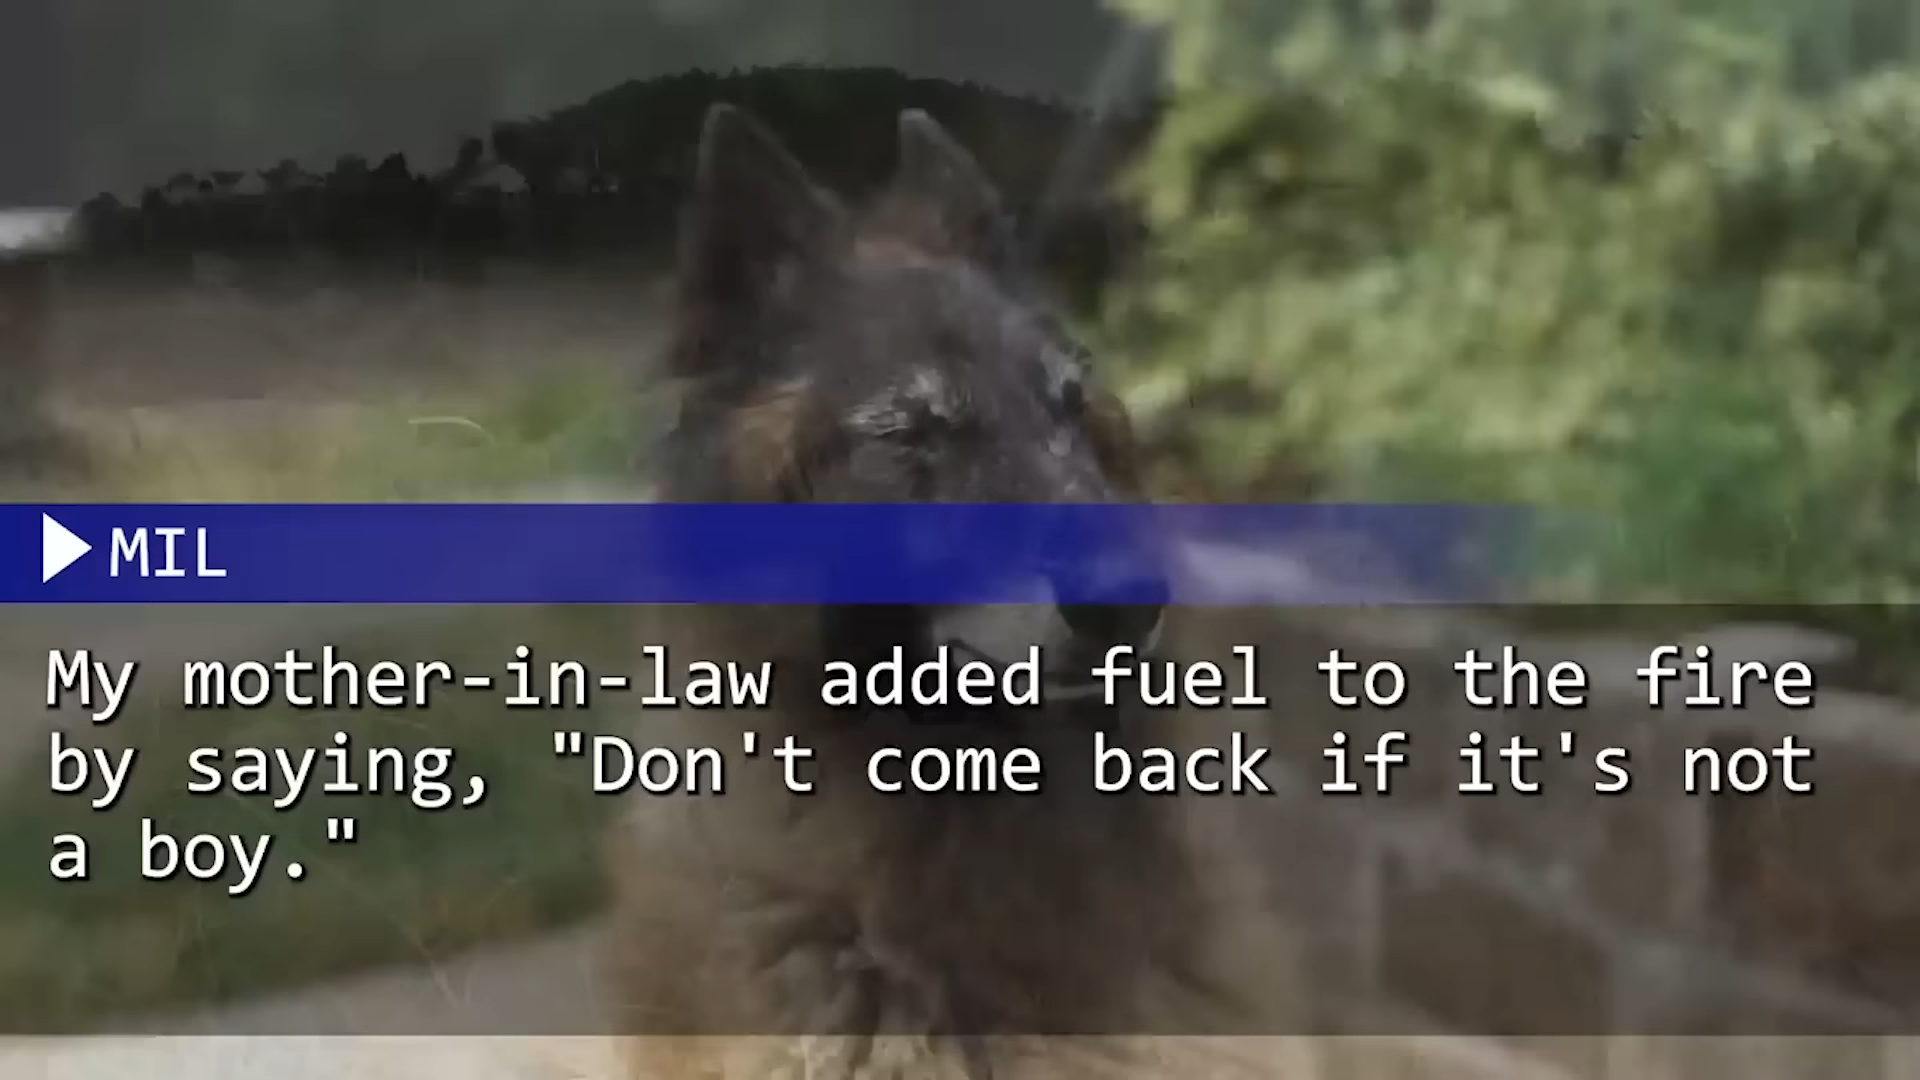 MIL
My mother-in-law added fuel to the fire
by saying, "Don't come back if it's not
a boy."